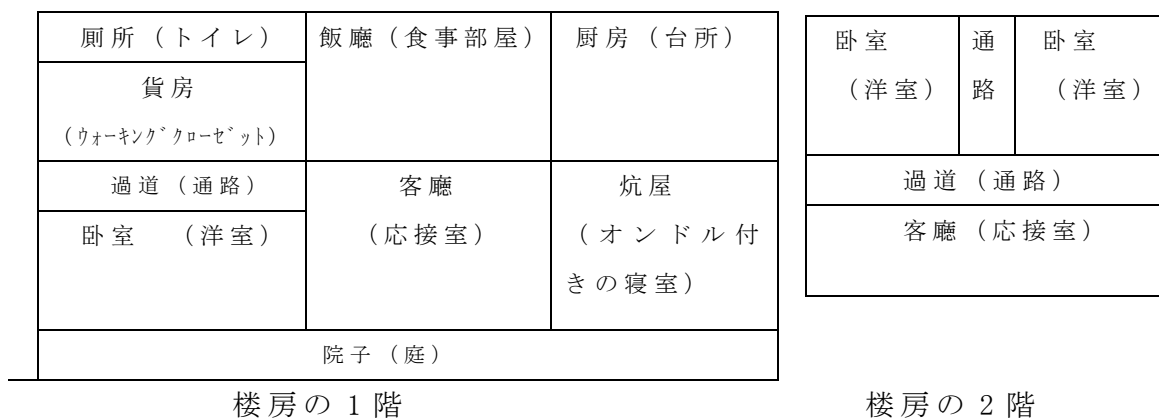 厠所（トイレ）
貨房
（ｳｫｰｷﾝｸﾞｸﾛｰｾﾞｯﾄ）
過道（通路）
卧室　（洋室）
飯廳（食事部屋）
客廳
（応接室）
厨房（台所）
炕屋
（オンドル付
きの寝室）
院子（庭）
楼房の1階
卧室
（洋室）
通
路
卧室
（洋室）
過道（通路）
客廳（応接室）
楼房の2階